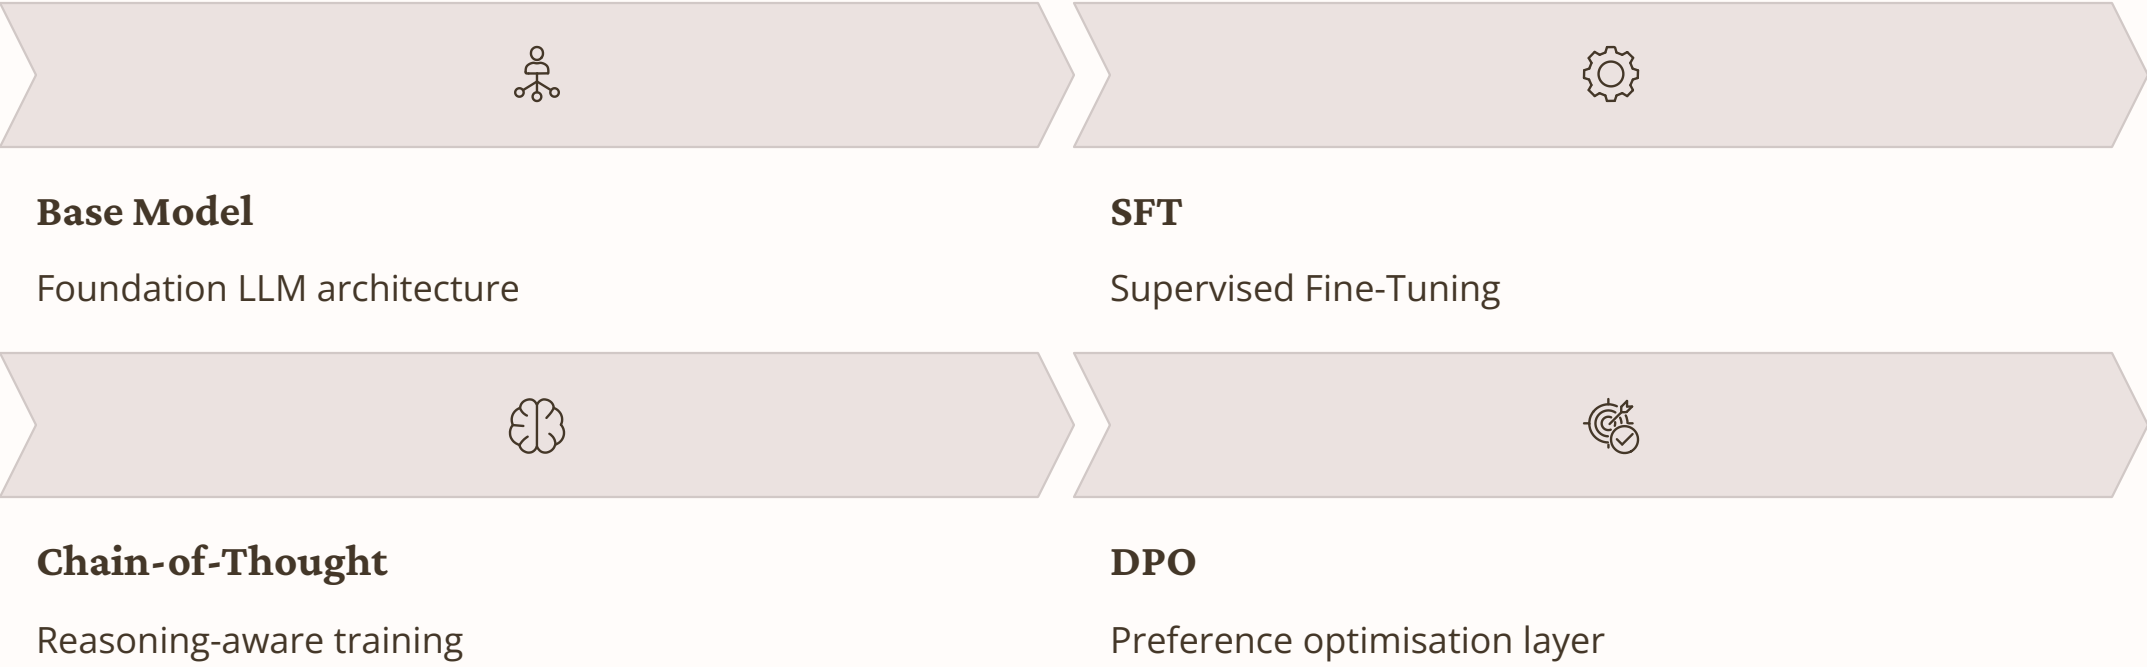 Base Model
Foundation LLM architecture
SFT
Supervised Fine-Tuning
Chain-of-Thought
Reasoning-aware training
DPO
Preference optimisation layer